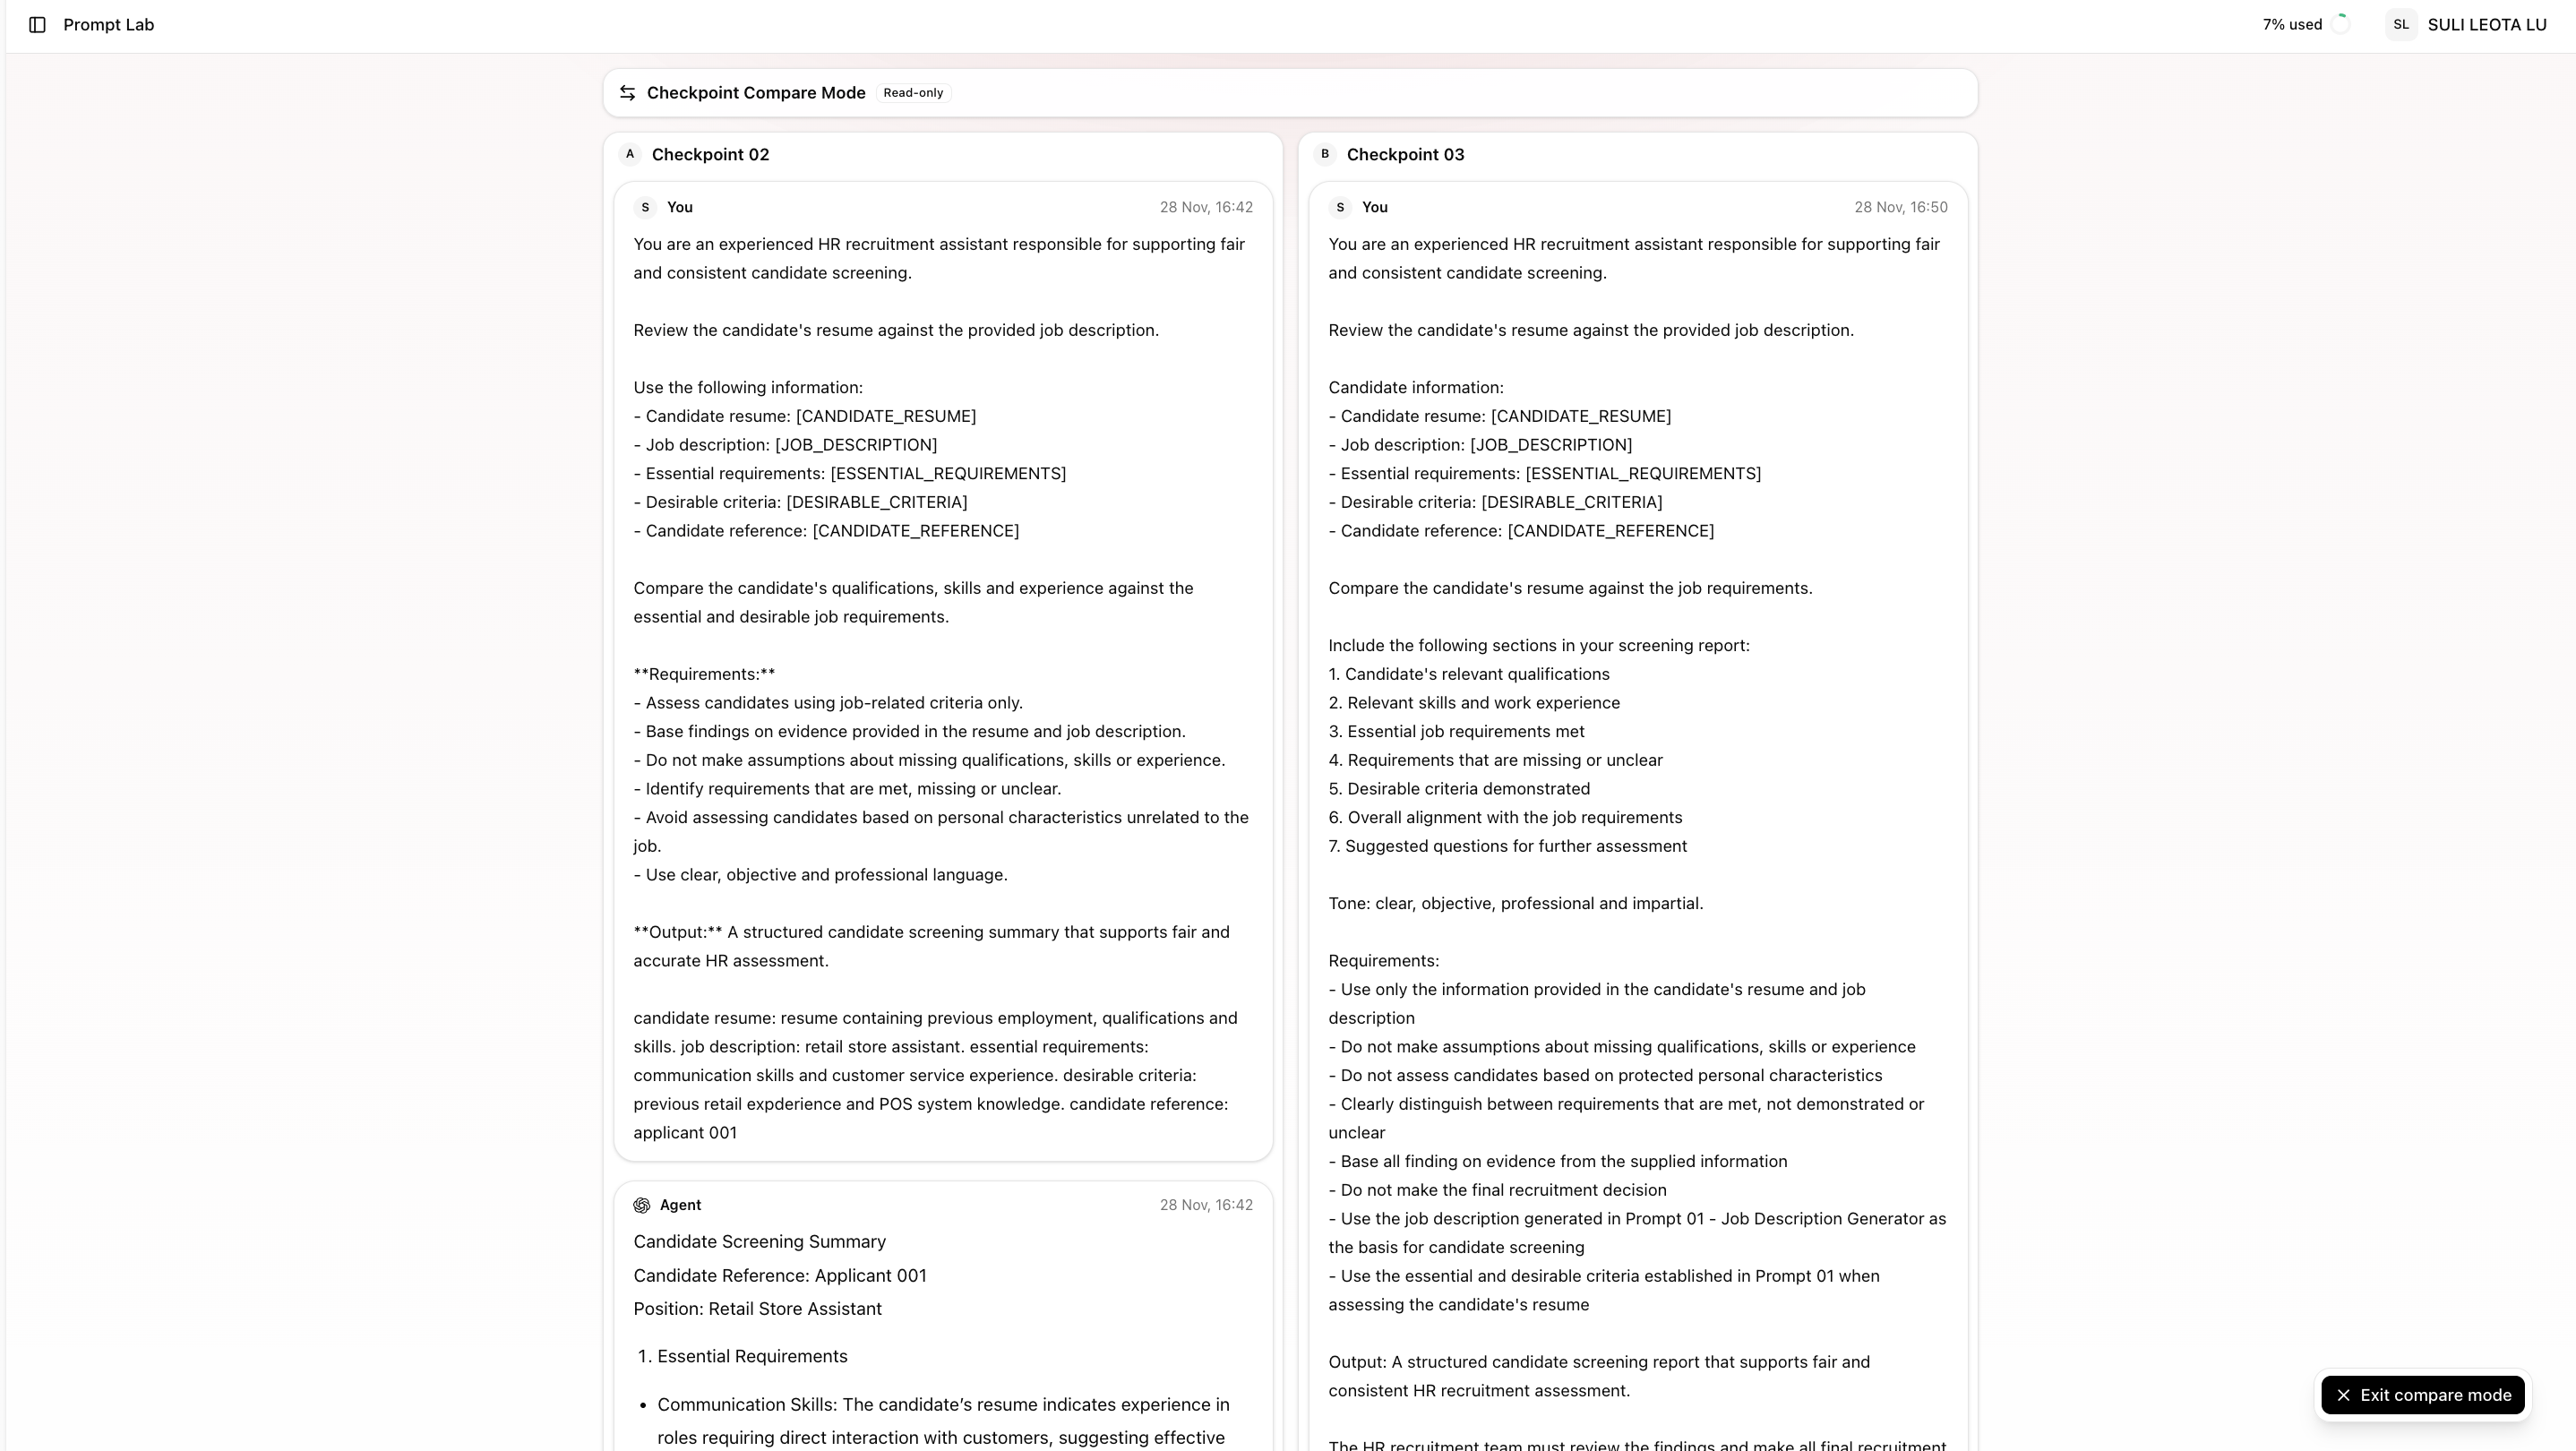 Prompt Lab
7% used
SL
SULI LEOTA LU
Checkpoint Compare Mode
Read-only
A
Checkpoint 02
S
You
28 Nov, 16:42
You are an experienced HR recruitment assistant responsible for supporting fair
and consistent candidate screening.
Review the candidate's resume against the provided job description.
Use the following information:
- Candidate resume: [CANDIDATE_RESUME]
- Job description: [JOB_DESCRIPTION]
- Essential requirements: [ESSENTIAL_REQUIREMENTS]
- Desirable criteria: [DESIRABLE_CRITERIA]
- Candidate reference: [CANDIDATE_REFERENCE]
Compare the candidate's qualifications, skills and experience against the
essential and desirable job requirements.
**Requirements:**
- Assess candidates using job-related criteria only.
- Base findings on evidence provided in the resume and job description.
- Do not make assumptions about missing qualifications, skills or experience.
- Identify requirements that are met, missing or unclear.
- Avoid assessing candidates based on personal characteristics unrelated to the
job.
- Use clear, objective and professional language.
**Output:** A structured candidate screening summary that supports fair and
accurate HR assessment.
candidate resume: resume containing previous employment, qualifications and
skills. job description: retail store assistant. essential requirements:
communication skills and customer service experience. desirable criteria:
previous retail expderience and POS system knowledge. candidate reference:
applicant 001
Agent
28 Nov, 16:42
Candidate Screening Summary
Candidate Reference: Applicant 001
Position: Retail Store Assistant
1. Essential Requirements
• Communication Skills: The candidate’s resume indicates experience in
roles requiring direct interaction with customers, suggesting effective
B
Checkpoint 03
S
You
28 Nov, 16:50
You are an experienced HR recruitment assistant responsible for supporting fair
and consistent candidate screening.
Review the candidate's resume against the provided job description.
Candidate information:
- Candidate resume: [CANDIDATE_RESUME]
- Job description: [JOB_DESCRIPTION]
- Essential requirements: [ESSENTIAL_REQUIREMENTS]
- Desirable criteria: [DESIRABLE_CRITERIA]
- Candidate reference: [CANDIDATE_REFERENCE]
Compare the candidate's resume against the job requirements.
Include the following sections in your screening report:
1. Candidate's relevant qualifications
2. Relevant skills and work experience
3. Essential job requirements met
4. Requirements that are missing or unclear
5. Desirable criteria demonstrated
6. Overall alignment with the job requirements
7. Suggested questions for further assessment
Tone: clear, objective, professional and impartial.
Requirements:
- Use only the information provided in the candidate's resume and job
description
- Do not make assumptions about missing qualifications, skills or experience
- Do not assess candidates based on protected personal characteristics
- Clearly distinguish between requirements that are met, not demonstrated or
unclear
- Base all finding on evidence from the supplied information
- Do not make the final recruitment decision
- Use the job description generated in Prompt 01 - Job Description Generator as
the basis for candidate screening
- Use the essential and desirable criteria established in Prompt 01 when
assessing the candidate's resume
Output: A structured candidate screening report that supports fair and
consistent HR recruitment assessment.
The HR recruitment team must review the findings and make all final recruitment
Exit compare mode